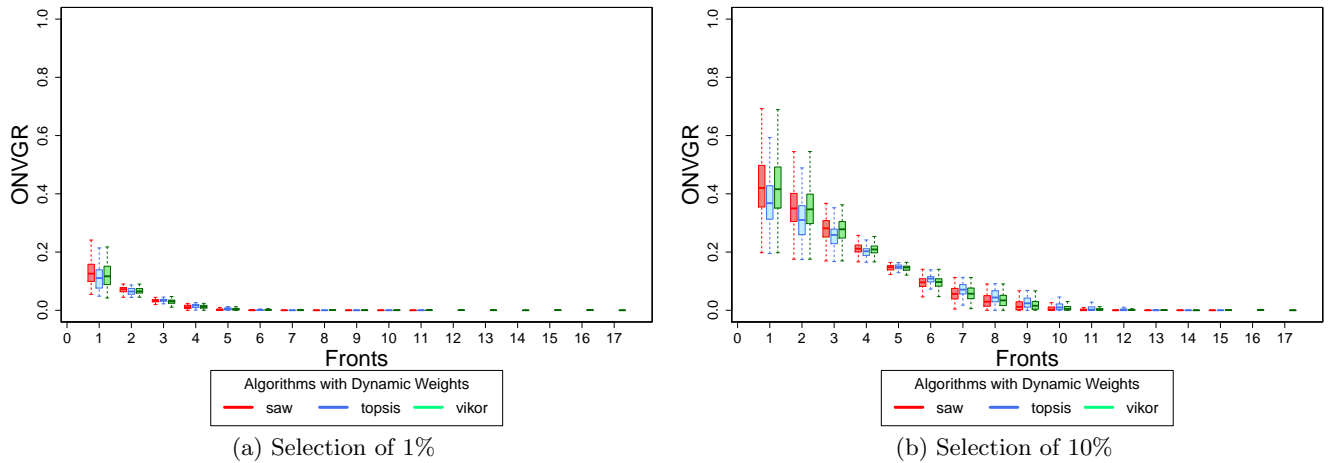 ONVGR
1.0
0.8
0.6
0.4
0.2
0.0
0 1 2 3 4 5 6 7 8 9 10 11 12 13 14 15 16 17
Fronts
Algorithms with Dynamic Weights
saw topsis vikor
(a) Selection of 1%
ONVGR
1.0
0.8
0.6
0.4
0.2
0.0
0 1 2 3 4 5 6 7 8 9 10 11 12 13 14 15 16 17
Fronts
Algorithms with Dynamic Weights
saw topsis vikor
(b) Selection of 10%